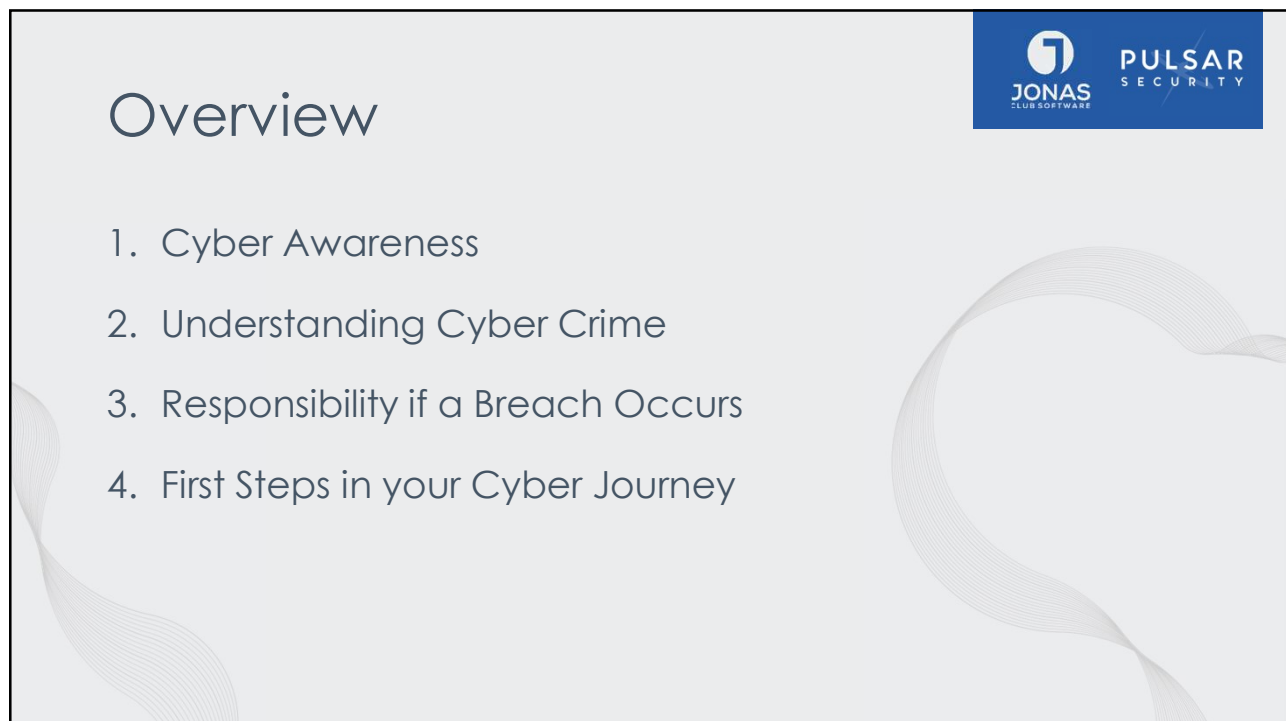 JONAS
CLUB SOFTWARE
PULSAR
SECURITY
Overview
1. Cyber Awareness
2. Understanding Cyber Crime
3. Responsibility if a Breach Occurs
4. First Steps in your Cyber Journey